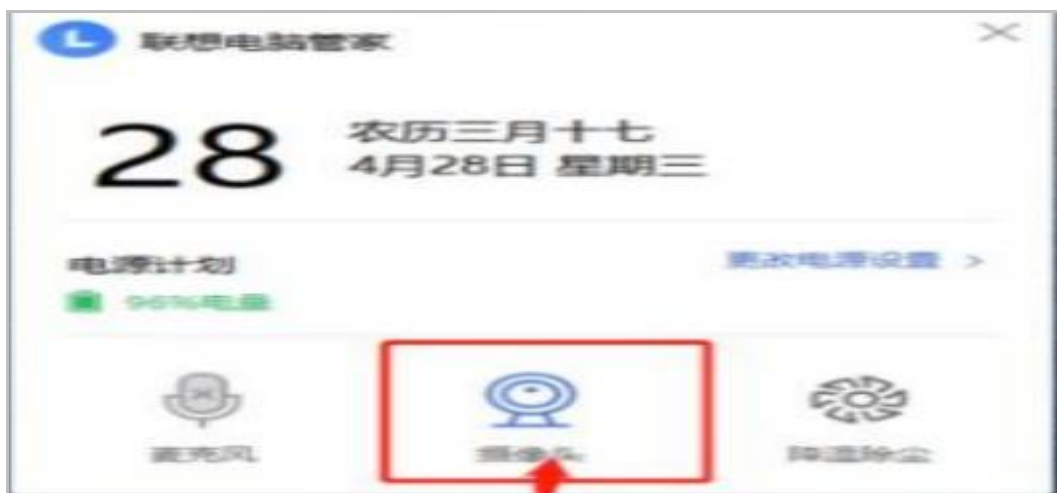 联想电脑管家
28
农历三月十七
4月28日 星期三
电源计划
更改电源设置 >
96%电量
麦克风
摄像头
降温除尘